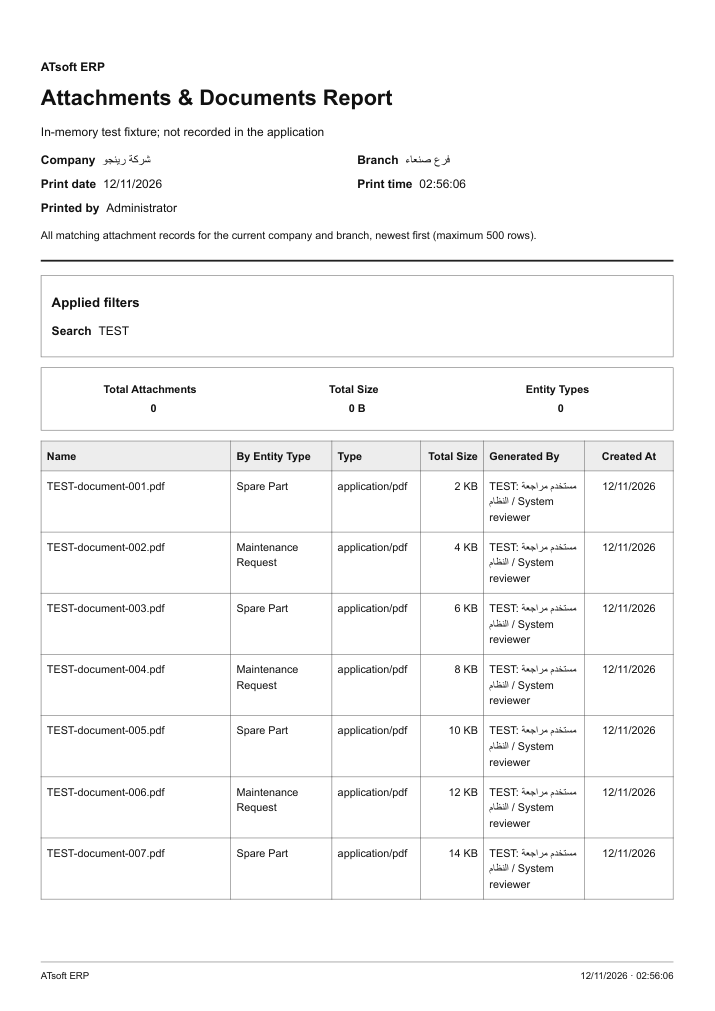 ATsoft ERP
Attachments & Documents Report
In-memory test fixture; not recorded in the application
Company شركة رينجو
Branch فرع صنعاء
Print date 12/11/2026
Print time 02:56:06
Printed by Administrator
All matching attachment records for the current company and branch, newest first (maximum 500 rows).
Applied filters
Search TEST
Total Attachments Total Size Entity Types
0 0 B 0
Name By Entity Type Type Total Size Generated By Created At
TEST-document-001.pdf Spare Part application/pdf 2 KB TEST: مستخدم مراجعة 12/11/2026
النظام / System
reviewer
TEST-document-002.pdf Maintenance application/pdf 4 KB TEST: مستخدم مراجعة 12/11/2026
Request النظام / System
reviewer
TEST-document-003.pdf Spare Part application/pdf 6 KB TEST: مستخدم مراجعة 12/11/2026
النظام / System
reviewer
TEST-document-004.pdf Maintenance application/pdf 8 KB TEST: مستخدم مراجعة 12/11/2026
Request النظام / System
reviewer
TEST-document-005.pdf Spare Part application/pdf 10 KB TEST: مستخدم مراجعة 12/11/2026
النظام / System
reviewer
TEST-document-006.pdf Maintenance application/pdf 12 KB TEST: مستخدم مراجعة 12/11/2026
Request النظام / System
reviewer
TEST-document-007.pdf Spare Part application/pdf 14 KB TEST: مستخدم مراجعة 12/11/2026
النظام / System
reviewer
ATsoft ERP
12/11/2026 · 02:56:06